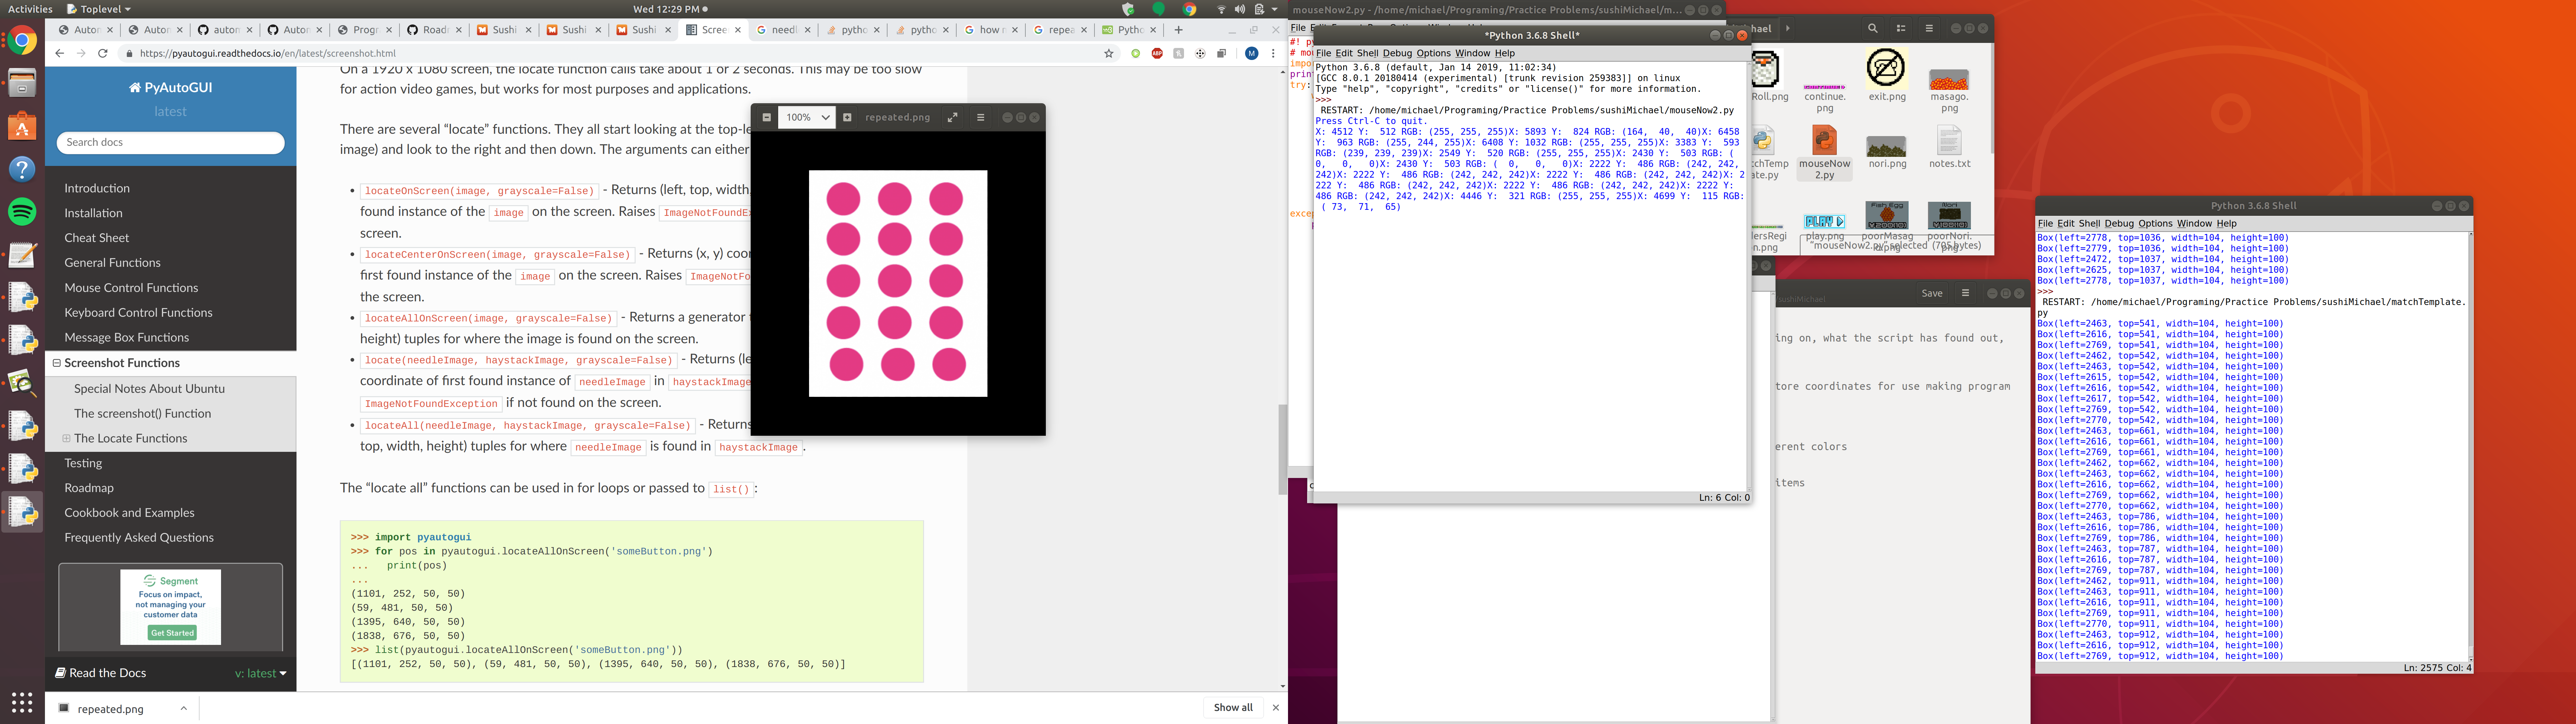 Activities
Toplevel
Wed 12:29 PM
Autom
Autom
autom
Autom
Progr
Roadm
Sushi
Sushi
Sushi
Scree
needl
pytho
pytho
how n
repea
Pytho
https://pyautogui.readthedocs.io/en/latest/screenshot.html
PyAutoGUI
latest
Search docs
Introduction
Installation
Cheat Sheet
General Functions
Mouse Control Functions
Keyboard Control Functions
Message Box Functions
Screenshot Functions
Special Notes About Ubuntu
The screenshot() Function
The Locate Functions
Testing
Roadmap
Cookbook and Examples
Frequently Asked Questions
Segment
Focus on impact,
not managing your
customer data
Get Started
Read the Docs
v: latest
On a 1920 x 1080 screen, the locate function calls take about 1 or 2 seconds. This may be too slow
for action video games, but works for most purposes and applications.
There are several “locate” functions. They all start looking at the top-le
image) and look to the right and then down. The arguments can either
locateOnScreen(image, grayscale=False) - Returns (left, top, width,
found instance of the image on the screen. Raises ImageNotFoundEx
screen.
locateCenterOnScreen(image, grayscale=False) - Returns (x, y) coor
first found instance of the image on the screen. Raises ImageNotFo
the screen.
locateAllOnScreen(image, grayscale=False) - Returns a generator t
height) tuples for where the image is found on the screen.
locate(needleImage, haystackImage, grayscale=False) - Returns (le
coordinate of first found instance of needleImage in haystackImage
ImageNotFoundException if not found on the screen.
locateAll(needleImage, haystackImage, grayscale=False) - Returns
top, width, height) tuples for where needleImage is found in haystackImage.
The “locate all” functions can be used in for loops or passed to list():
>>> import pyautogui
>>> for pos in pyautogui.locateAllOnScreen('someButton.png')
... print(pos)
...
(1101, 252, 50, 50)
(59, 481, 50, 50)
(1395, 640, 50, 50)
(1838, 676, 50, 50)
>>> list(pyautogui.locateAllOnScreen('someButton.png'))
[(1101, 252, 50, 50), (59, 481, 50, 50), (1395, 640, 50, 50), (1838, 676, 50, 50)]
repeated.png
Show all
100%
repeated.png
mouseNow2.py - /home/michael/Programing/Practice Problems/sushiMichael/m...
File
#! py
# mou
impor
print
try:
excep
*Python 3.6.8 Shell*
File Edit Shell Debug Options Window Help
Python 3.6.8 (default, Jan 14 2019, 11:02:34)
[GCC 8.0.1 20180414 (experimental) [trunk revision 259383]] on linux
Type "help", "copyright", "credits" or "license()" for more information.
>>>
RESTART: /home/michael/Programing/Practice Problems/sushiMichael/mouseNow2.py
Press Ctrl-C to quit.
X: 4512 Y: 512 RGB: (255, 255, 255)X: 5893 Y: 824 RGB: (164, 40, 40)X: 6458
Y: 963 RGB: (255, 244, 255)X: 6408 Y: 1032 RGB: (255, 255, 255)X: 3383 Y: 593
RGB: (239, 239, 239)X: 2549 Y: 520 RGB: (255, 255, 255)X: 2430 Y: 503 RGB: (
0, 0, 0)X: 2430 Y: 503 RGB: ( 0, 0, 0)X: 2222 Y: 486 RGB: (242, 242,
242)X: 2222 Y: 486 RGB: (242, 242, 242)X: 2222 Y: 486 RGB: (242, 242, 242)X: 2
222 Y: 486 RGB: (242, 242, 242)X: 2222 Y: 486 RGB: (242, 242, 242)X: 2222 Y:
486 RGB: (242, 242, 242)X: 4446 Y: 321 RGB: (255, 255, 255)X: 4699 Y: 115 RGB:
( 73, 71, 65)
Ln: 6 Col: 0
hael
Roll.png
continue.
png
exit.png
masago.
png
tchTemp
ate.py
mouseNow
2.py
nori.png
notes.txt
dersRegi
n.png
play.png
poorMasag
poorNori.
"mouseNow2.py" selected (705 bytes)
Save
sushiMichael
ing on, what the script has found out,
tore coordinates for use making program
erent colors
items
Python 3.6.8 Shell
File Edit Shell Debug Options Window Help
Box(left=2778, top=1036, width=104, height=100)
Box(left=2779, top=1036, width=104, height=100)
Box(left=2472, top=1037, width=104, height=100)
Box(left=2625, top=1037, width=104, height=100)
Box(left=2778, top=1037, width=104, height=100)
>>>
RESTART: /home/michael/Programing/Practice Problems/sushiMichael/matchTemplate.
py
Box(left=2463, top=541, width=104, height=100)
Box(left=2616, top=541, width=104, height=100)
Box(left=2769, top=541, width=104, height=100)
Box(left=2462, top=542, width=104, height=100)
Box(left=2463, top=542, width=104, height=100)
Box(left=2615, top=542, width=104, height=100)
Box(left=2616, top=542, width=104, height=100)
Box(left=2617, top=542, width=104, height=100)
Box(left=2769, top=542, width=104, height=100)
Box(left=2770, top=542, width=104, height=100)
Box(left=2463, top=661, width=104, height=100)
Box(left=2616, top=661, width=104, height=100)
Box(left=2769, top=661, width=104, height=100)
Box(left=2462, top=662, width=104, height=100)
Box(left=2463, top=662, width=104, height=100)
Box(left=2616, top=662, width=104, height=100)
Box(left=2769, top=662, width=104, height=100)
Box(left=2770, top=662, width=104, height=100)
Box(left=2463, top=786, width=104, height=100)
Box(left=2616, top=786, width=104, height=100)
Box(left=2769, top=786, width=104, height=100)
Box(left=2463, top=787, width=104, height=100)
Box(left=2616, top=787, width=104, height=100)
Box(left=2769, top=787, width=104, height=100)
Box(left=2462, top=911, width=104, height=100)
Box(left=2463, top=911, width=104, height=100)
Box(left=2616, top=911, width=104, height=100)
Box(left=2769, top=911, width=104, height=100)
Box(left=2770, top=911, width=104, height=100)
Box(left=2463, top=912, width=104, height=100)
Box(left=2616, top=912, width=104, height=100)
Box(left=2769, top=912, width=104, height=100)
Ln: 2575 Col: 4